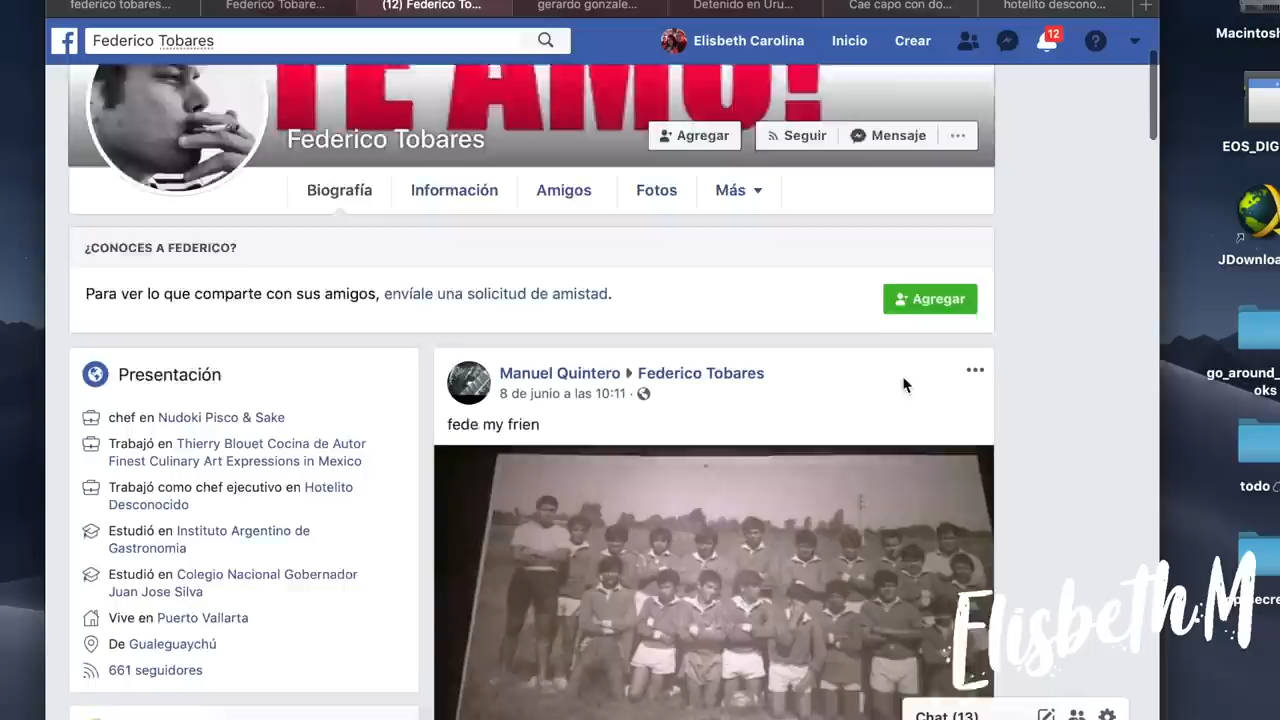 federico tobares...
Federico Tobare...
(12) Federico To...
gerardo gonzale...
Detenido en Uru...
Cae capo con do...
hotelito descono...
Federico Tobares
Elisbeth Carolina
Inicio
Crear
12
TE AMO!
Federico Tobares
Agregar
Seguir
Mensaje
Biografía
Información
Amigos
Fotos
Más
¿CONOCES A FEDERICO?
Para ver lo que comparte con sus amigos, envíale una solicitud de amistad.
Agregar
Presentación
chef en Nudoki Pisco & Sake
Trabajó en Thierry Blouet Cocina de Autor
Finest Culinary Art Expressions in Mexico
Trabajó como chef ejecutivo en Hotelito
Desconocido
Estudió en Instituto Argentino de
Gastronomia
Estudió en Colegio Nacional Gobernador
Juan Jose Silva
Vive en Puerto Vallarta
De Gualeguaychú
661 seguidores
Manuel Quintero Federico Tobares
8 de junio a las 10:11 ·
fede my frien
Chat (13)
Macintosh
EOS_DIG
JDownloa
go_around_
oks
todo
ElisbethM